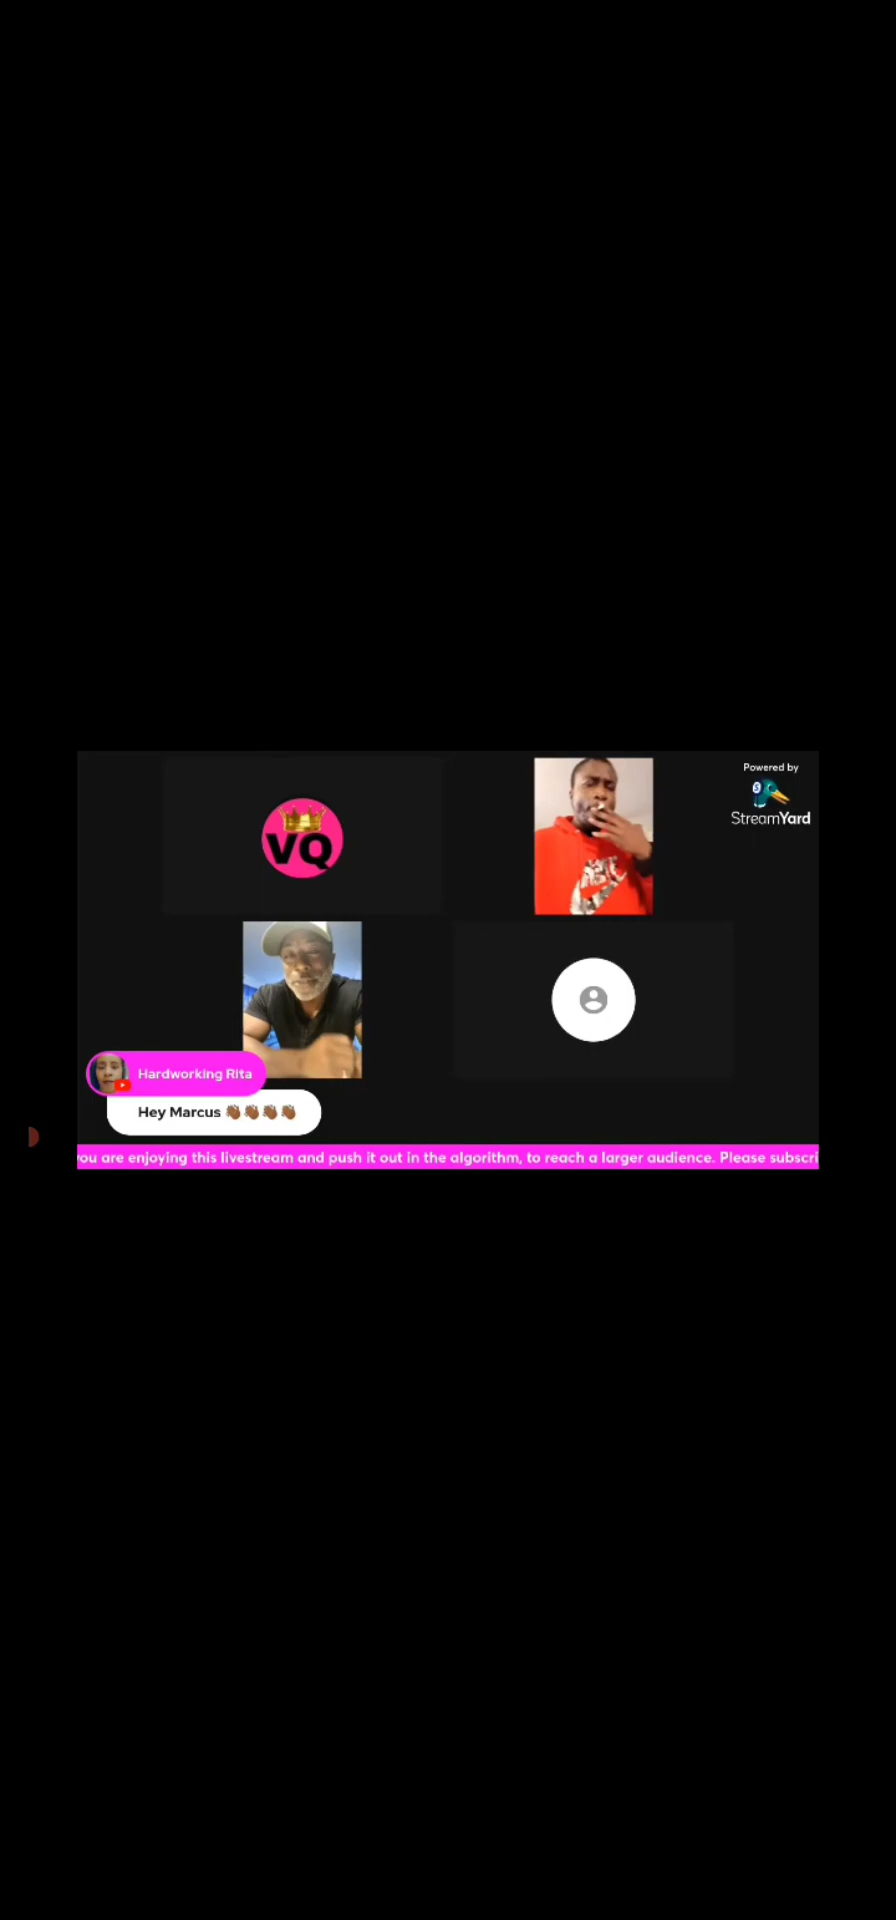 Powered by
StreamYard
VQ
Hardworking Rita
Hey Marcus 👋🏾👋🏾👋🏾👋🏾
you are enjoying this livestream and push it out in the algorithm, to reach a larger audience. Please subscri